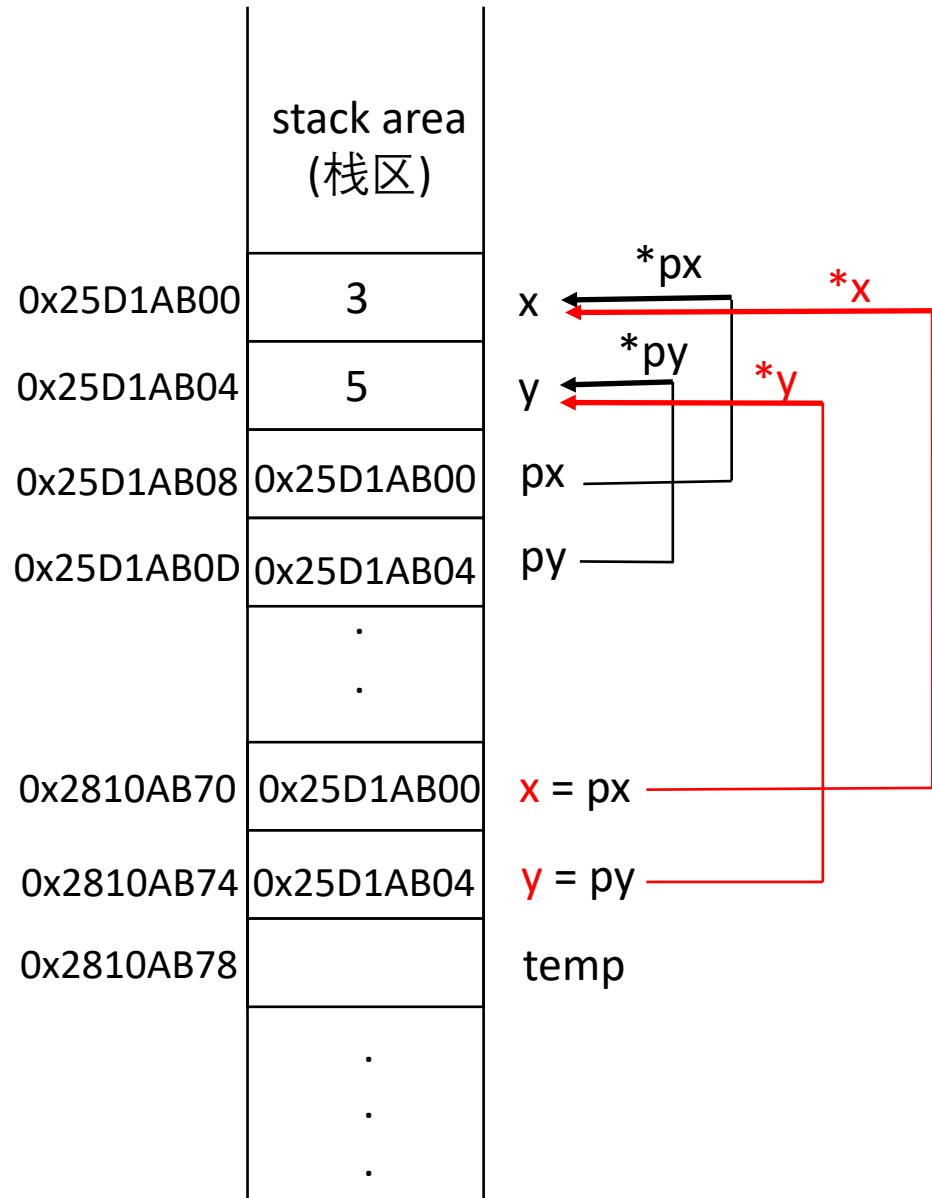 stack area
(栈区)
*px
0x25D1AB00 3 x *x
*py
0x25D1AB04 5 y *y
0x25D1AB08 0x25D1AB00 px
0x25D1AB0D 0x25D1AB04 py
.
.
0x2810AB70 0x25D1AB00 x = px
0x2810AB74 0x25D1AB04 y = py
0x2810AB78 temp
.
.
.